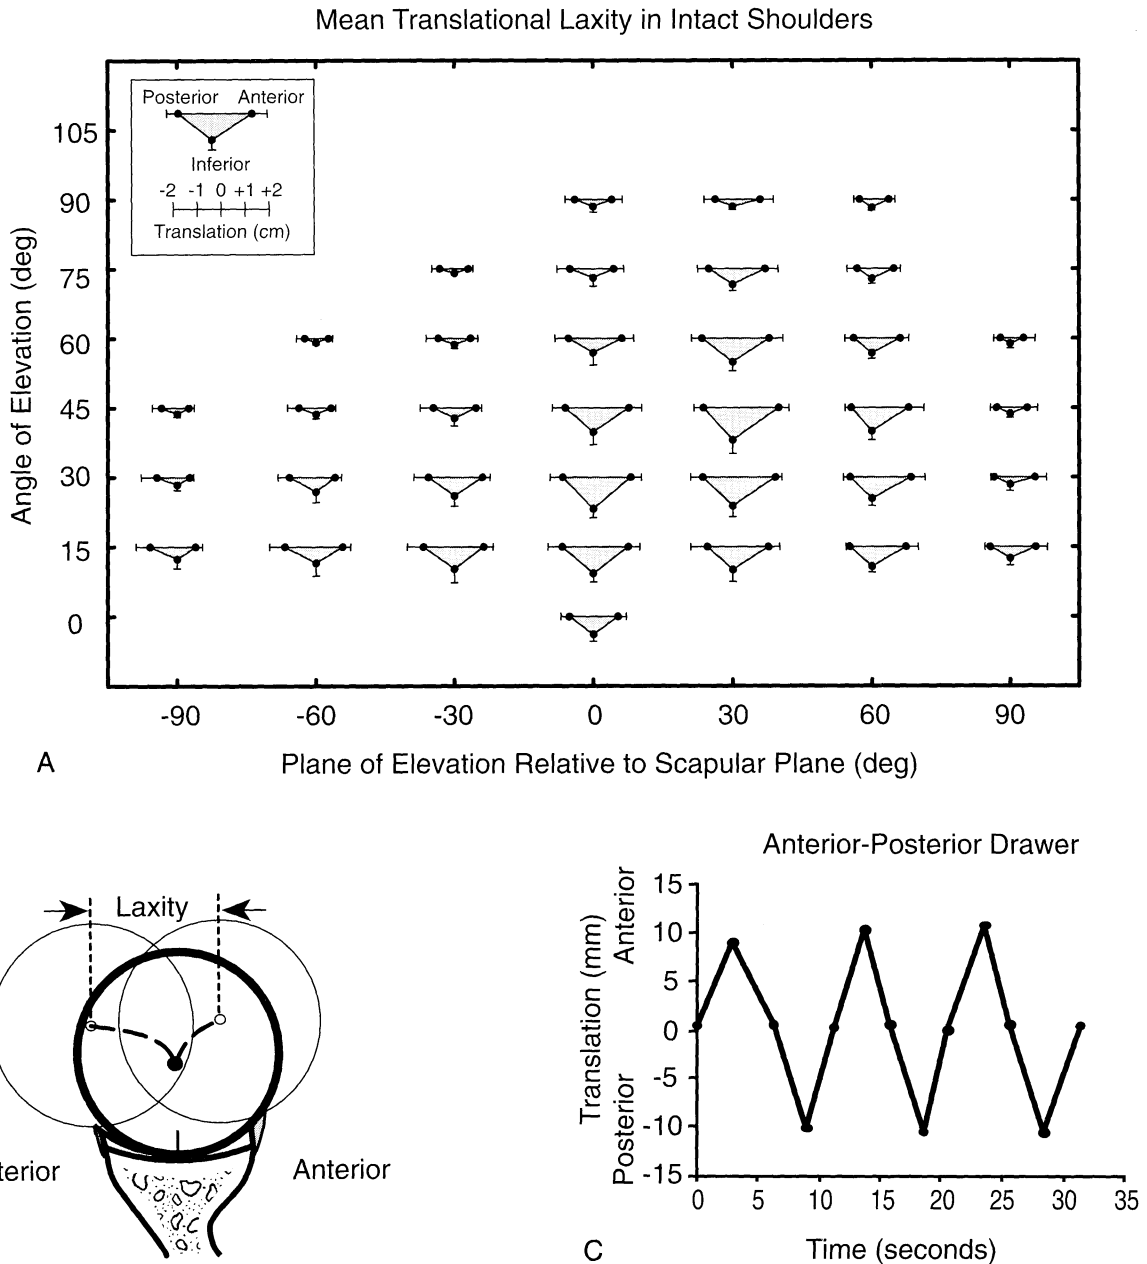 Mean Translational Laxity in Intact Shoulders
Posterior Anterior
Inferior
-2 -1 0 +1 +2
Translation (cm)
Angle of Elevation (deg)
105
90
75
60
45
30
15
0
-90 -60 -30 0 30 60 90
A
Plane of Elevation Relative to Scapular Plane (deg)
Laxity
terior
Anterior
Anterior-Posterior Drawer
Translation (mm)
Posterior Anterior
15
10
5
0
-5
-10
-15
0 5 10 15 20 25 30 35
C
Time (seconds)